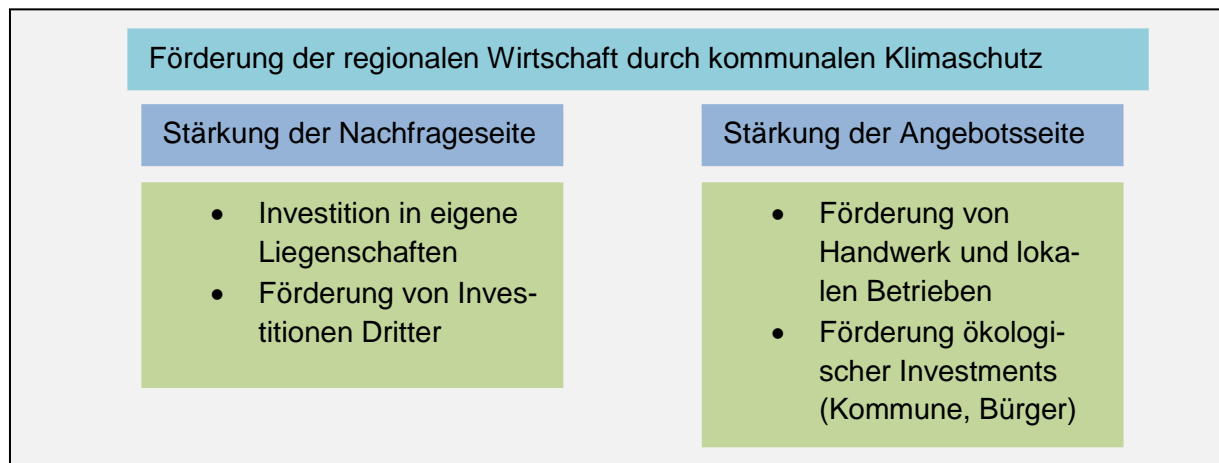 Förderung der regionalen Wirtschaft durch kommunalen Klimaschutz
Stärkung der Nachfrageseite
• Investition in eigene
Liegenschaften
• Förderung von Inves-
titionen Dritter
Stärkung der Angebotsseite
• Förderung von
Handwerk und loka-
len Betrieben
• Förderung ökologi-
scher Investments
(Kommune, Bürger)